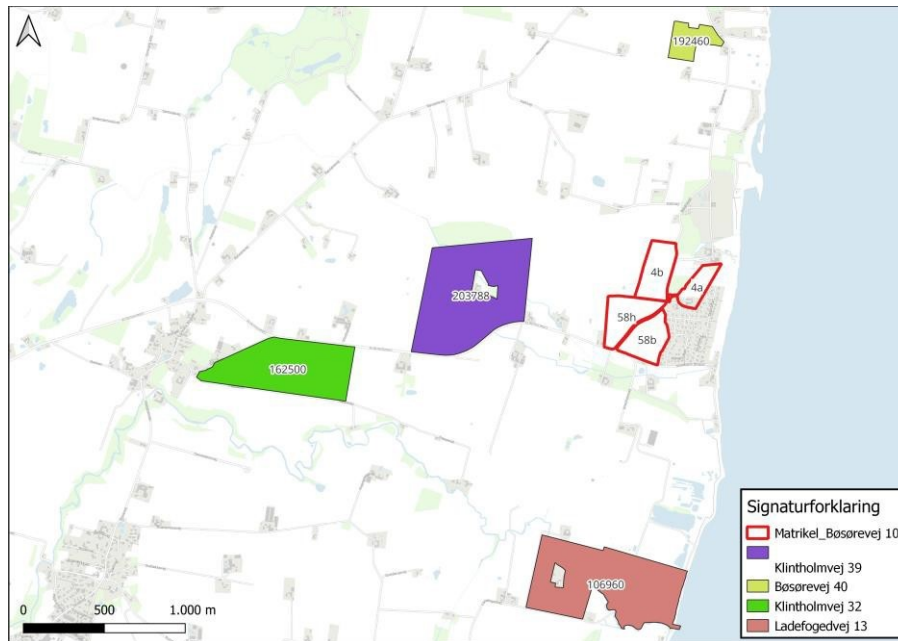 192460
4b
4a
203788
58h
58b
162500
106960
Signaturforklaring
Matrikel_Bøsørevej 10
Klintholmvej 39
Bøsørevej 40
Klintholmvej 32
Ladefogedvej 13
0 500 1.000 m